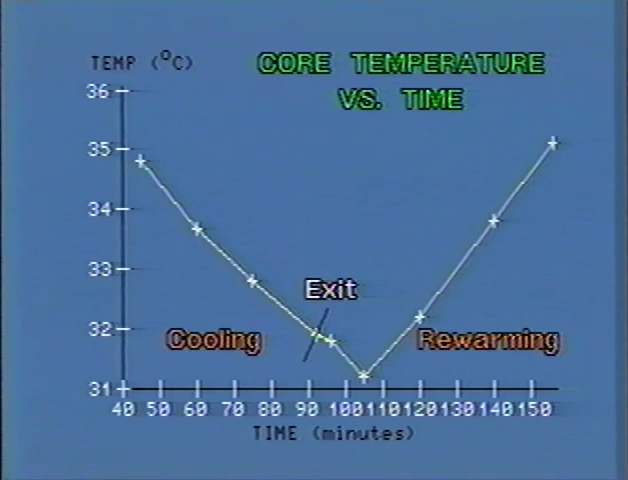 TEMP (°C)
CORE TEMPERATURE
VS. TIME
36
35
34
33
32
31
Exit
Cooling
Rewarming
40 50 60 70 80 90 100 110 120 130 140 150
TIME (minutes)